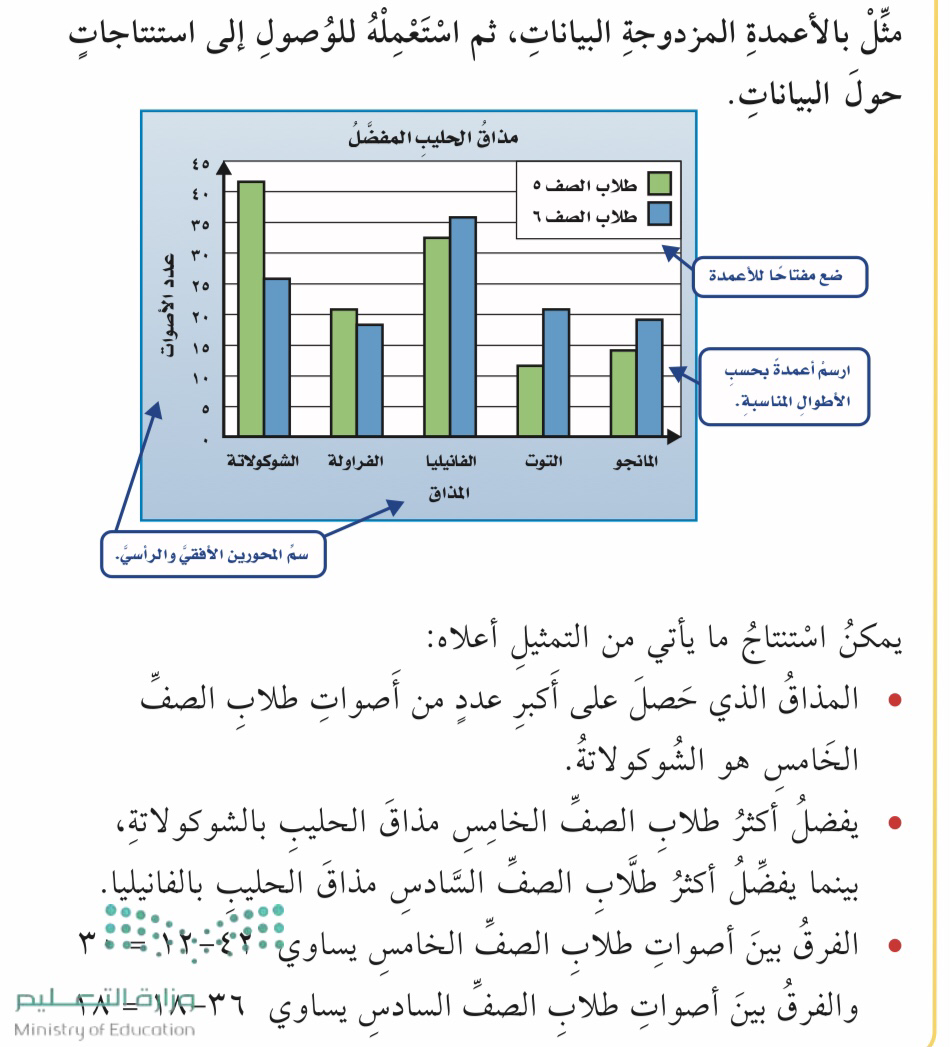 مثِّلْ بالأعمدةِ المزدوجةِ البياناتِ، ثم اسْتَعْمِلْهُ للوُصولِ إلى استنتاجاتٍ
حولَ البياناتِ.
مذاقُ الحليبِ المفضَّلُ
طلاب الصف ٥
طلاب الصف ٦
٤٥
٤٠
٣٥
٣٠
٢٥
٢٠
١٥
١٠
٥
٠
عدد الأصوات
ضع مفتاحًا للأعمدة
ارسمْ أعمدةً بحسبِ
الأطوالِ المناسبةِ.
الشوكولاتة
الفراولة
الفانيليا
التوت
المانجو
المذاق
سمِّ المحورين الأفقيَّ والرأسيَّ.
يمكنُ اسْتنتاجُ ما يأتي من التمثيلِ أعلاه:
• المذاقُ الذي حَصلَ على أَكبرِ عددٍ من أَصواتِ طلابِ الصفِّ
الخَامسِ هو الشُوكولاتةُ.
• يفضلُ أكثرُ طلابِ الصفِّ الخامِسِ مذاقَ الحليبِ بالشوكولاتةِ،
بينما يفضِّلُ أكثرُ طلَّابِ الصفِّ السَّادسِ مذاقَ الحليبِ بالفانيليا.
• الفرقُ بينَ أصواتِ طلابِ الصفِّ الخامسِ يساوي ٤٢-١٢ = ٣٠
والفرقُ بينَ أصواتِ طلابِ الصفِّ السادسِ يساوي ٣٦-١٨ = ١٨
وزارة التعليم
Ministry of Education